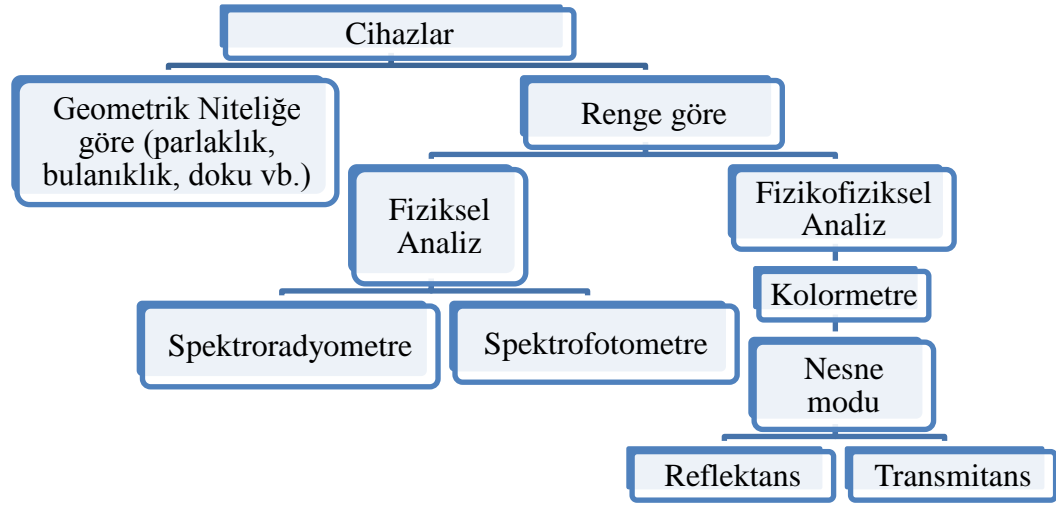 Cihazlar
Geometrik Niteliğe
göre (parlaklık,
bulanıklık, doku vb.)
Renge göre
Fiziksel
Analiz
Fizikofiziksel
Analiz
Spektroradyometre
Spektrofotometre
Kolormetre
Nesne
modu
Reflektans
Transmitans